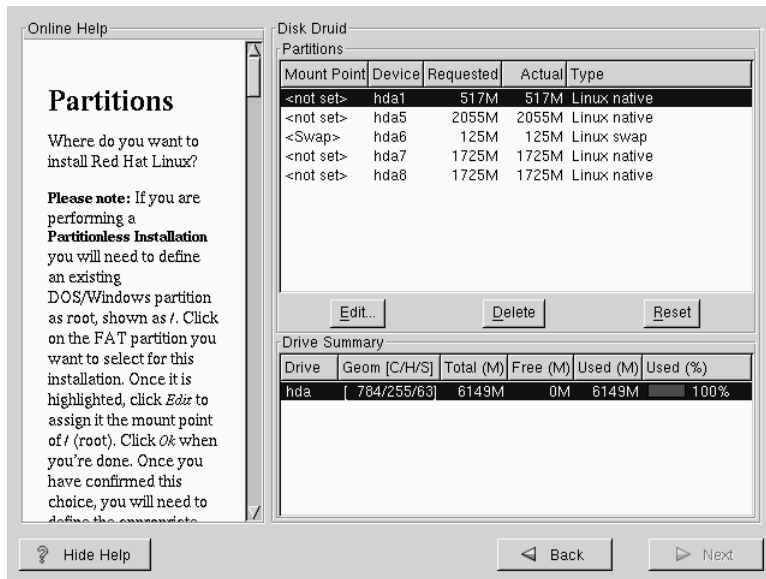 Online Help
Partitions
Where do you want to
install Red Hat Linux?
Please note: If you are
performing a
Partitionless Installation
you will need to define
an existing
DOS/Windows partition
as root, shown as /. Click
on the FAT partition you
want to select for this
installation. Once it is
highlighted, click Edit to
assign it the mount point
of / (root). Click Ok when
you're done. Once you
have confirmed this
choice, you will need to
define the appropriate
Hide Help
Disk Druid
Partitions
Mount Point Device Requested Actual Type
<not set> hda1 517M 517M Linux native
<not set> hda5 2055M 2055M Linux native
<Swap> hda6 125M 125M Linux swap
<not set> hda7 1725M 1725M Linux native
<not set> hda8 1725M 1725M Linux native
Edit... Delete Reset
Drive Summary
Drive Geom [C/H/S] Total (M) Free (M) Used (M) Used (%)
hda [ 784/255/63] 6149M 0M 6149M 100%
Back Next